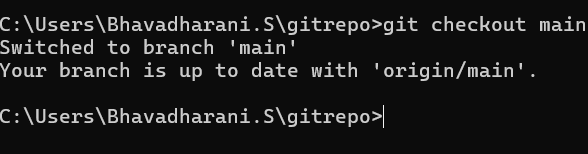 C:\Users\Bhavadharani.S\gitrepo>git checkout main
Switched to branch 'main'
Your branch is up to date with 'origin/main'.
C:\Users\Bhavadharani.S\gitrepo>